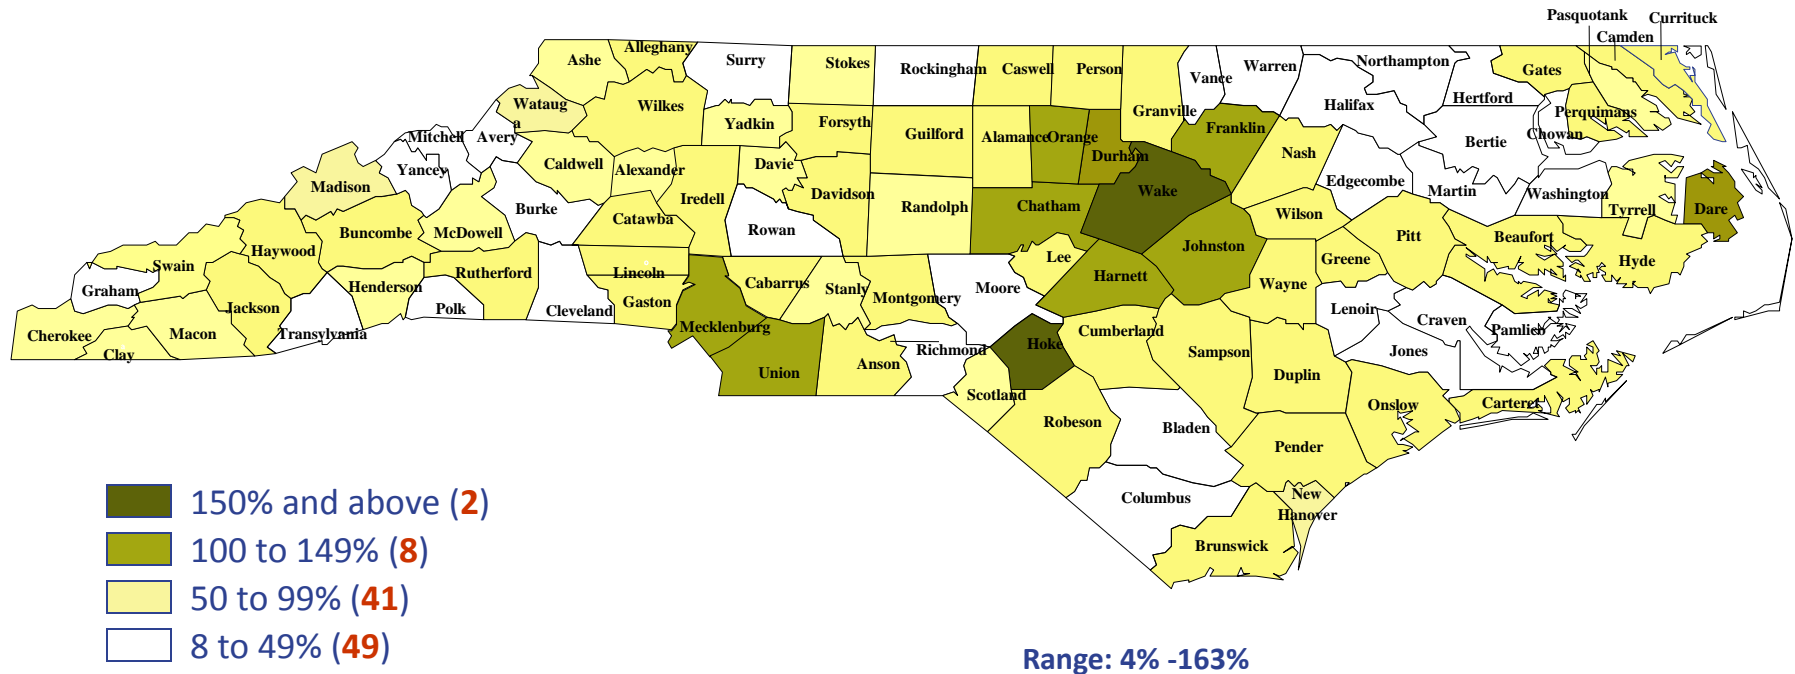 Pasquotank
Currituck
Camden
Alleghany
Ashe
Surry
Stokes
Rockingham
Caswell
Person
Vance
Warren
Northampton
Gates
Hertford
Halifax
Wataug
a
Wilkes
Yadkin
Forsyth
Guilford
Alamance
Orange
Durham
Granville
Franklin
Perquimans
Chowan
Bertie
Mitchell
Avery
Yancey
Caldwell
Alexander
Davie
Nash
Edgecombe
Martin
Washington
Madison
Iredell
Davidson
Randolph
Chatham
Wake
Wilson
Tyrrell
Dare
Burke
Catawba
Rowan
Buncombe
McDowell
Haywood
Johnston
Pitt
Beaufort
Hyde
Swain
Rutherford
Lincoln
Lee
Harnett
Greene
Wayne
Graham
Henderson
Jackson
Gaston
Cabarrus
Stanly
Montgomery
Moore
Polk
Cleveland
Lenoir
Craven
Pamlico
Cherokee
Clay
Macon
Transylvania
Mecklenburg
Union
Anson
Richmond
Hoke
Cumberland
Sampson
Jones
Duplin
Scotland
Robeson
Onslow
Carteret
Bladen
Pender
Columbus
New
Hanover
Brunswick
150% and above (2)
100 to 149% (8)
50 to 99% (41)
8 to 49% (49)
Range: 4% -163%